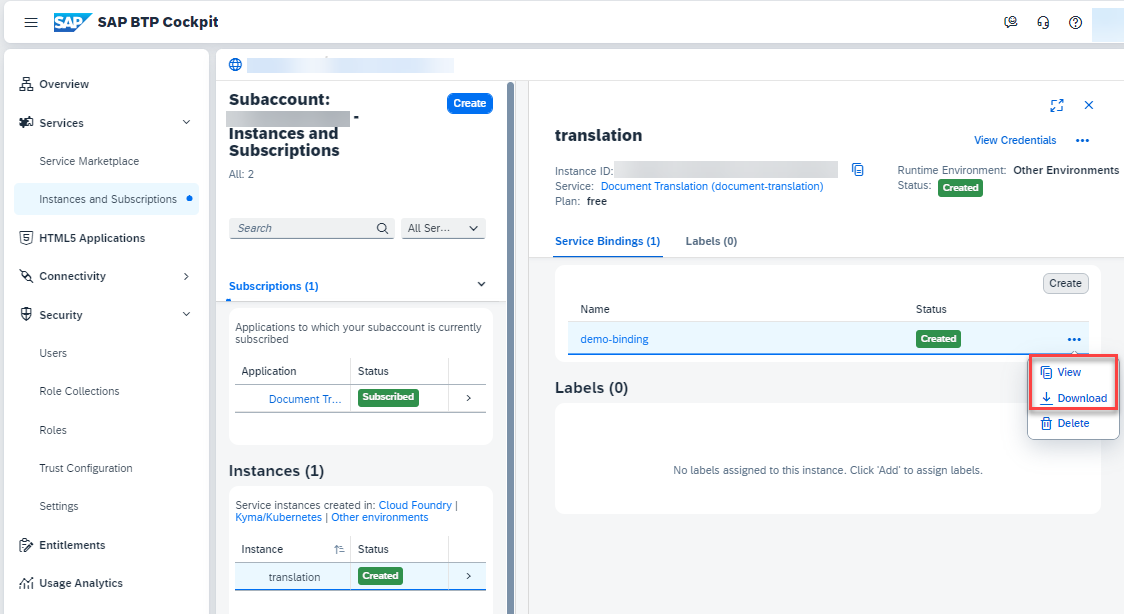 SAP SAP BTP Cockpit
Overview
Services
Service Marketplace
Instances and Subscriptions
HTML5 Applications
Connectivity
Security
Users
Role Collections
Roles
Trust Configuration
Settings
Entitlements
Usage Analytics
Subaccount:
-
Instances and
Subscriptions
Create
All: 2
Search
All Ser...
Subscriptions (1)
Applications to which your subaccount is currently
subscribed
Application Status
Document Tr... Subscribed
Instances (1)
Service instances created in: Cloud Foundry |
Kyma/Kubernetes | Other environments
Instance Status
translation Created
translation
View Credentials
Instance ID:
Service: Document Translation (document-translation)
Plan: free
Runtime Environment: Other Environments
Status: Created
Service Bindings (1) Labels (0)
Create
Name Status
demo-binding Created
View
Download
Delete
Labels (0)
No labels assigned to this instance. Click 'Add' to assign labels.